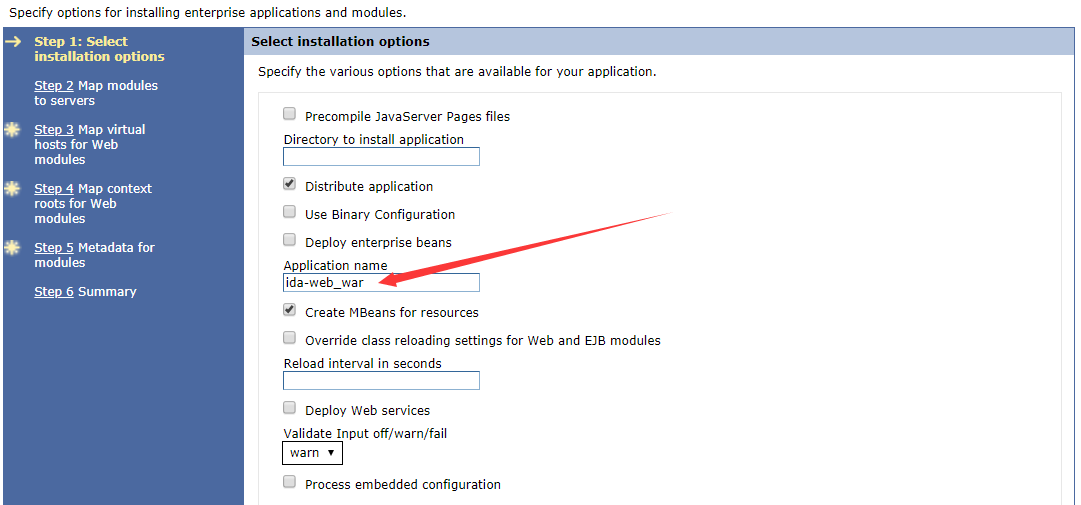 Specify options for installing enterprise applications and modules.
Step 1: Select
installation options
Step 2 Map modules
to servers
Step 3 Map virtual
hosts for Web
modules
Step 4 Map context
roots for Web
modules
Step 5 Metadata for
modules
Step 6 Summary
Select installation options
Specify the various options that are available for your application.
Precompile JavaServer Pages files
Directory to install application
Distribute application
Use Binary Configuration
Deploy enterprise beans
Application name
ida-web_war
Create MBeans for resources
Override class reloading settings for Web and EJB modules
Reload interval in seconds
Deploy Web services
Validate Input off/warn/fail
warn
Process embedded configuration